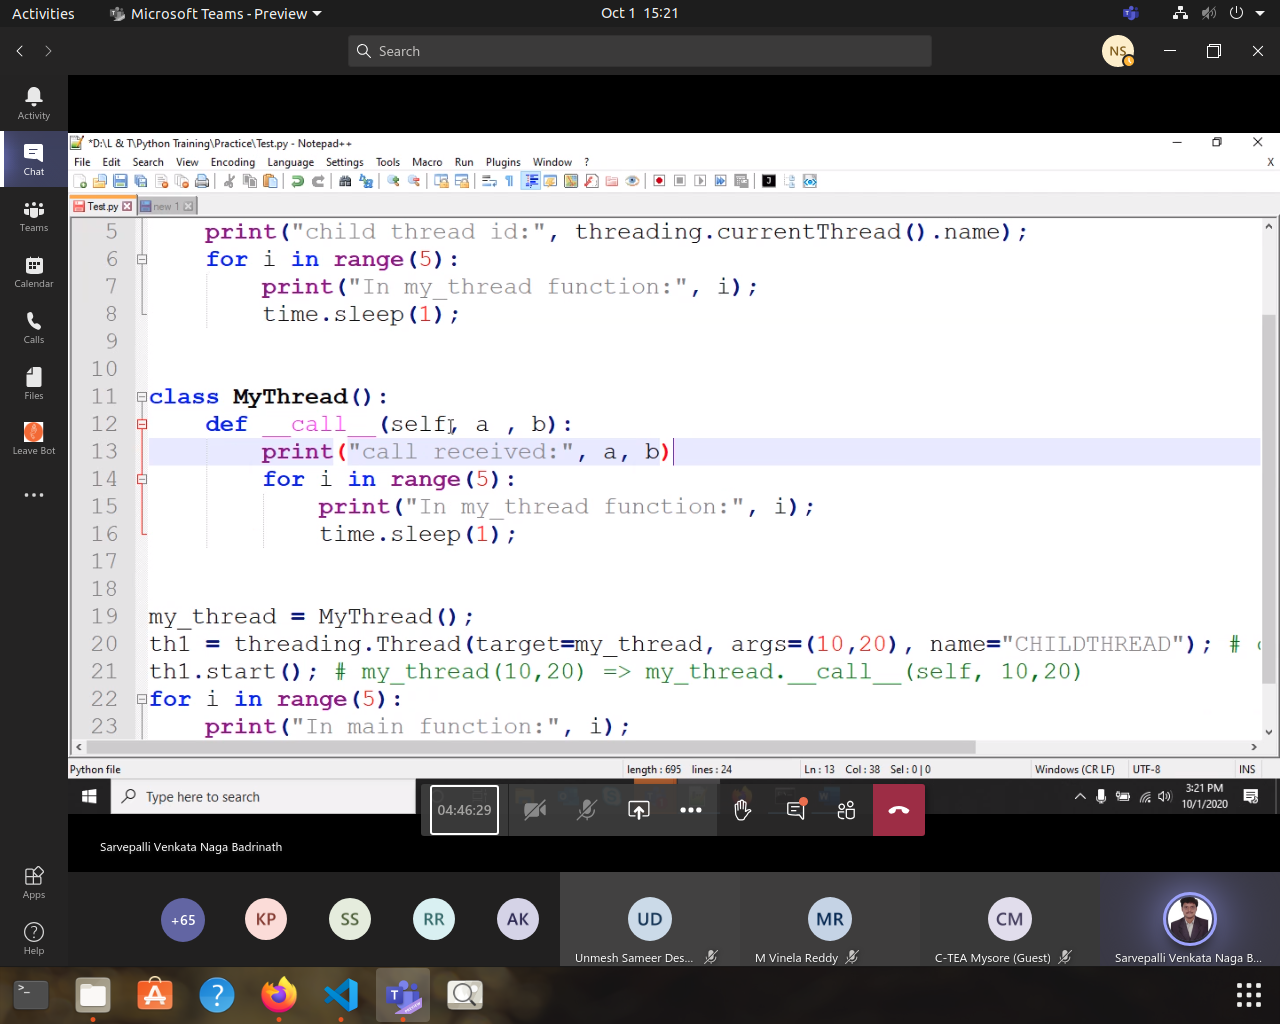 Activities
Microsoft Teams - Preview
Oct 1 15:21
Search
NS
Activity
Chat
Teams
Calendar
Calls
Files
Leave Bot
Apps
Help
*D:\L & T\Python Training\Practice\Test.py - Notepad++
File Edit Search View Encoding Language Settings Tools Macro Run Plugins Window ? X
Test.py new 1
5 print("child thread id:", threading.currentThread().name);
6 for i in range(5):
7 print("In my_thread function:", i);
8 time.sleep(1);
9
10
11 class MyThread():
12 def __call__(self, a , b):
13 print("call received:", a, b)
14 for i in range(5):
15 print("In my_thread function:", i);
16 time.sleep(1);
17
18
19 my_thread = MyThread();
20 th1 = threading.Thread(target=my_thread, args=(10,20), name="CHILDTHREAD"); #
21 th1.start(); # my_thread(10,20) => my_thread.__call__(self, 10,20)
22 for i in range(5):
23 print("In main function:", i);
Python file length : 695 lines : 24 Ln : 13 Col : 38 Sel : 0 | 0 Windows (CR LF) UTF-8 INS
Type here to search
3:21 PM
10/1/2020
04:46:29
Sarvepalli Venkata Naga Badrinath
+65 KP SS RR AK UD MR CM
Unmesh Sameer Des... M Vinela Reddy C-TEA Mysore (Guest) Sarvepalli Venkata Naga B...